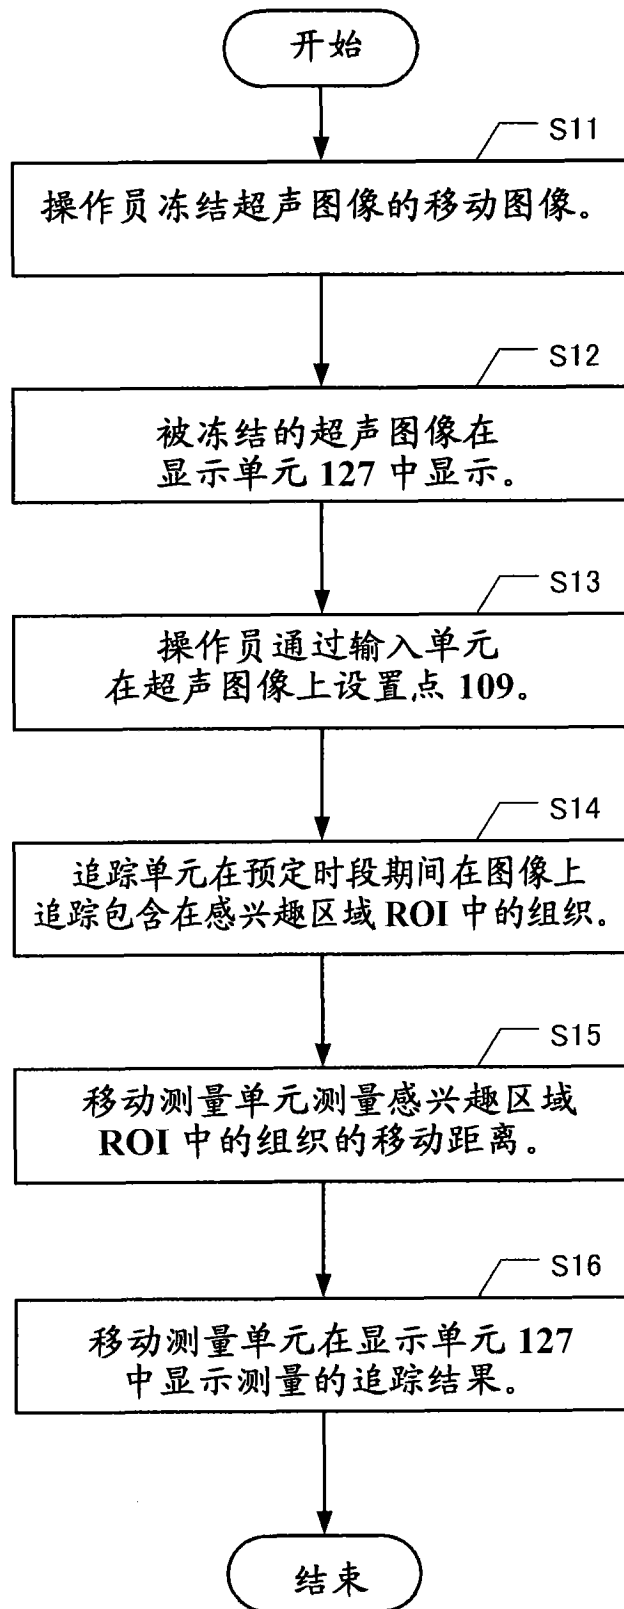 开始
S11
操作员冻结超声图像的移动图像。
S12
被冻结的超声图像在
显示单元 127 中显示。
S13
操作员通过输入单元
在超声图像上设置点 109。
S14
追踪单元在预定时段期间在图像上
追踪包含在感兴趣区域 ROI 中的组织。
S15
移动测量单元测量感兴趣区域
ROI 中的组织的移动距离。
S16
移动测量单元在显示单元 127
中显示测量的追踪结果。
结束